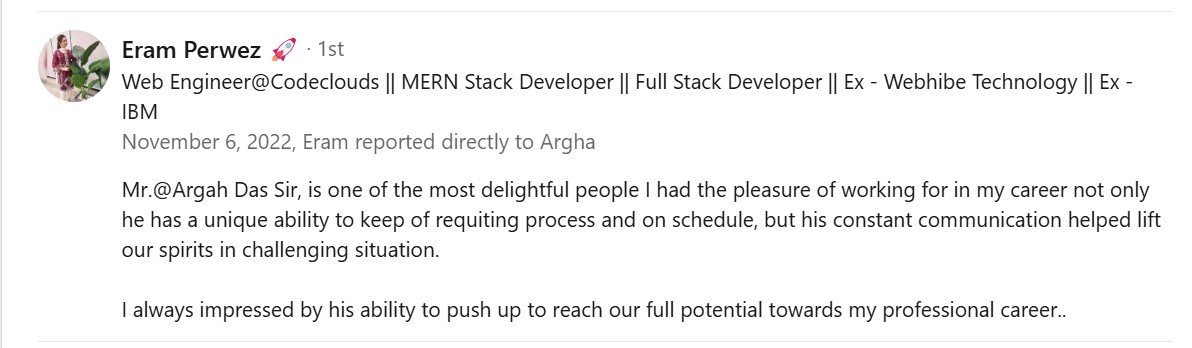 Eram Perwez 🚀 · 1st
Web Engineer@Codeclouds || MERN Stack Developer || Full Stack Developer || Ex - Webhibe Technology || Ex -
IBM
November 6, 2022, Eram reported directly to Argha
Mr.@Argah Das Sir, is one of the most delightful people I had the pleasure of working for in my career not only
he has a unique ability to keep of requiting process and on schedule, but his constant communication helped lift
our spirits in challenging situation.
I always impressed by his ability to push up to reach our full potential towards my professional career..